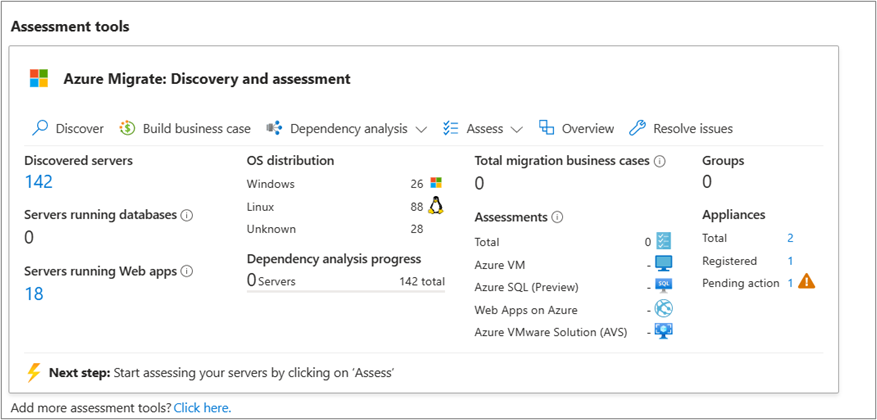 Assessment tools
Azure Migrate: Discovery and assessment
Discover Build business case Dependency analysis Assess Overview Resolve issues
Discovered servers
142
Servers running databases
0
Servers running Web apps
18
OS distribution
Windows 26
Linux 88
Unknown 28
Dependency analysis progress
0 Servers 142 total
Total migration business cases
0
Assessments
Total 0
Azure VM -
Azure SQL (Preview) -
SQL
Web Apps on Azure -
Azure VMware Solution (AVS) -
Groups
0
Appliances
Total 2
Registered 1
Pending action 1
Next step: Start assessing your servers by clicking on ‘Assess’
Add more assessment tools? Click here.